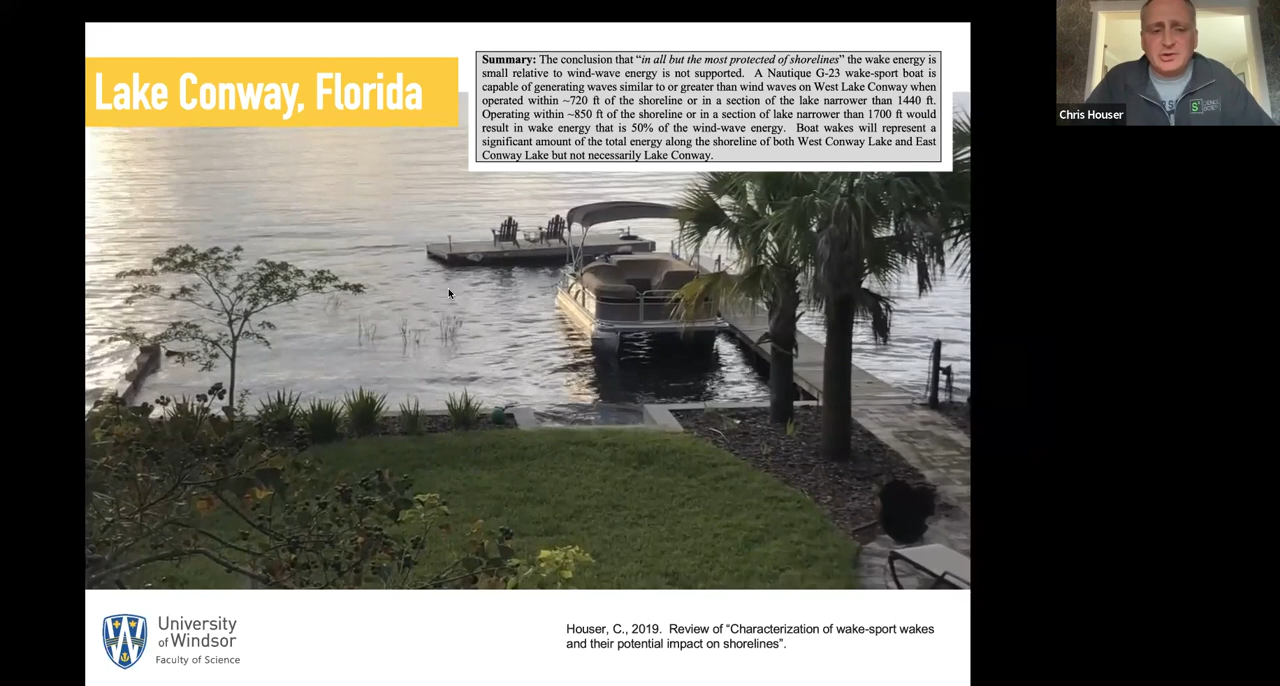 Lake Conway, Florida
Summary: The conclusion that “in all but the most protected of shorelines” the wake energy is
small relative to wind-wave energy is not supported. A Nautique G-23 wake-sport boat is
capable of generating waves similar to or greater than wind waves on West Lake Conway when
operated within ~720 ft of the shoreline or in a section of the lake narrower than 1440 ft.
Operating within ~850 ft of the shoreline or in a section of lake narrower than 1700 ft would
result in wake energy that is 50% of the wind-wave energy. Boat wakes will represent a
significant amount of the total energy along the shoreline of both West Conway Lake and East
Conway Lake but not necessarily Lake Conway.
Chris Houser
University
of Windsor
Faculty of Science
Houser, C., 2019. Review of “Characterization of wake-sport wakes
and their potential impact on shorelines”.